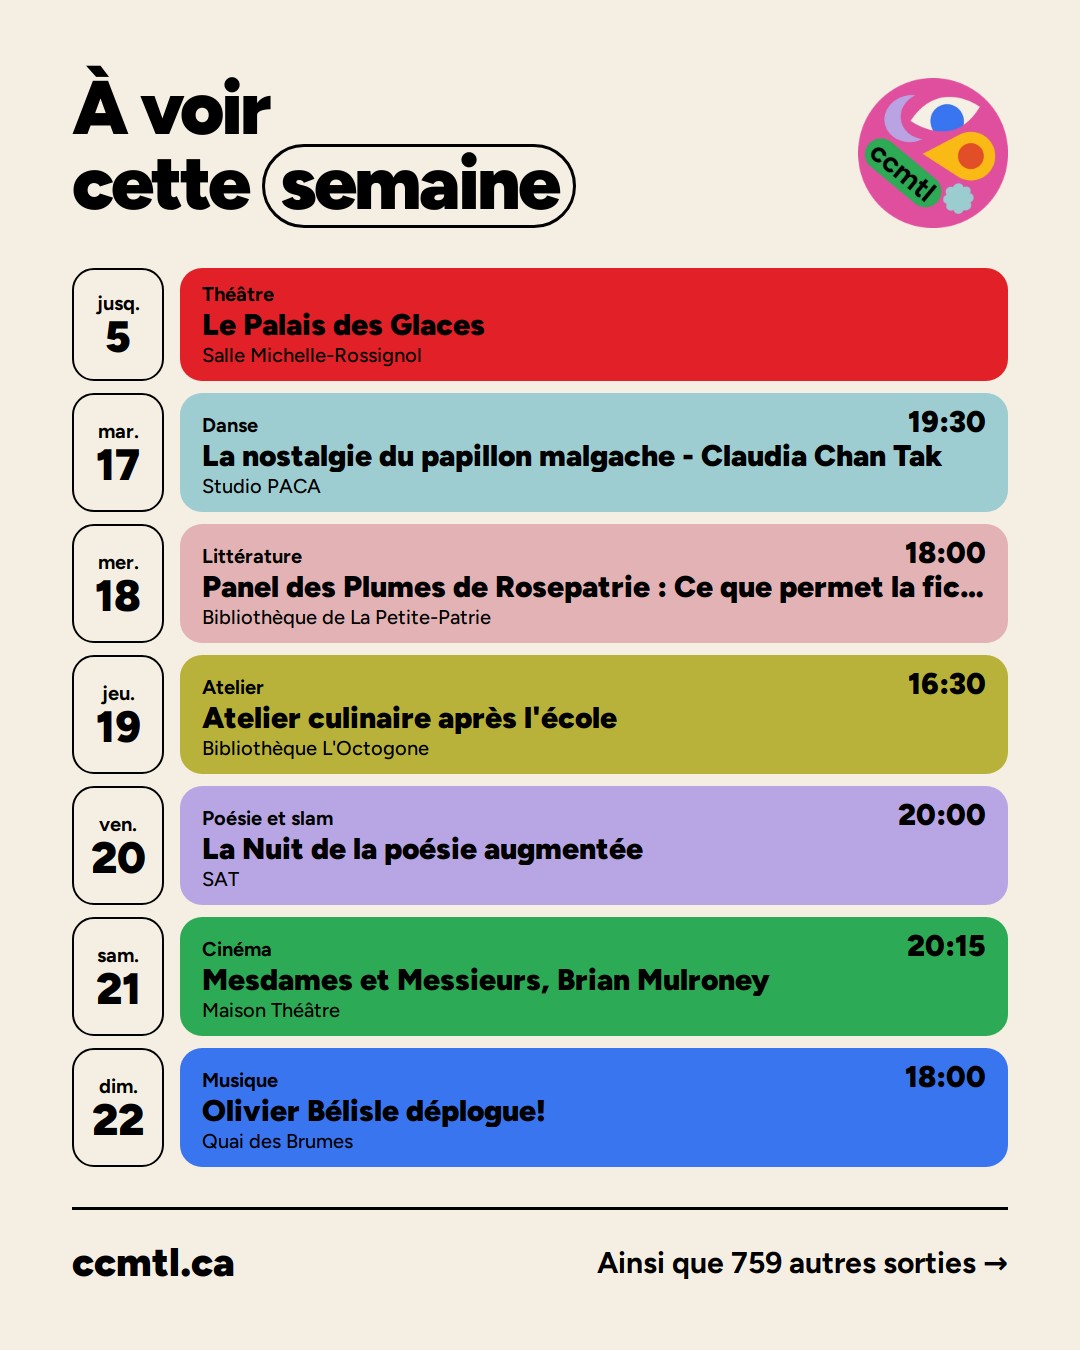 À voir
cette semaine
ccmtl
jusq.
5
Théâtre
Le Palais des Glaces
Salle Michelle-Rossignol
mar.
17
Danse
19:30
La nostalgie du papillon malgache - Claudia Chan Tak
Studio PACA
mer.
18
Littérature
18:00
Panel des Plumes de Rosepatrie : Ce que permet la fic...
Bibliothèque de La Petite-Patrie
jeu.
19
Atelier
16:30
Atelier culinaire après l'école
Bibliothèque L'Octogone
ven.
20
Poésie et slam
20:00
La Nuit de la poésie augmentée
SAT
sam.
21
Cinéma
20:15
Mesdames et Messieurs, Brian Mulroney
Maison Théâtre
dim.
22
Musique
18:00
Olivier Bélisle déplogue!
Quai des Brumes
ccmtl.ca
Ainsi que 759 autres sorties →